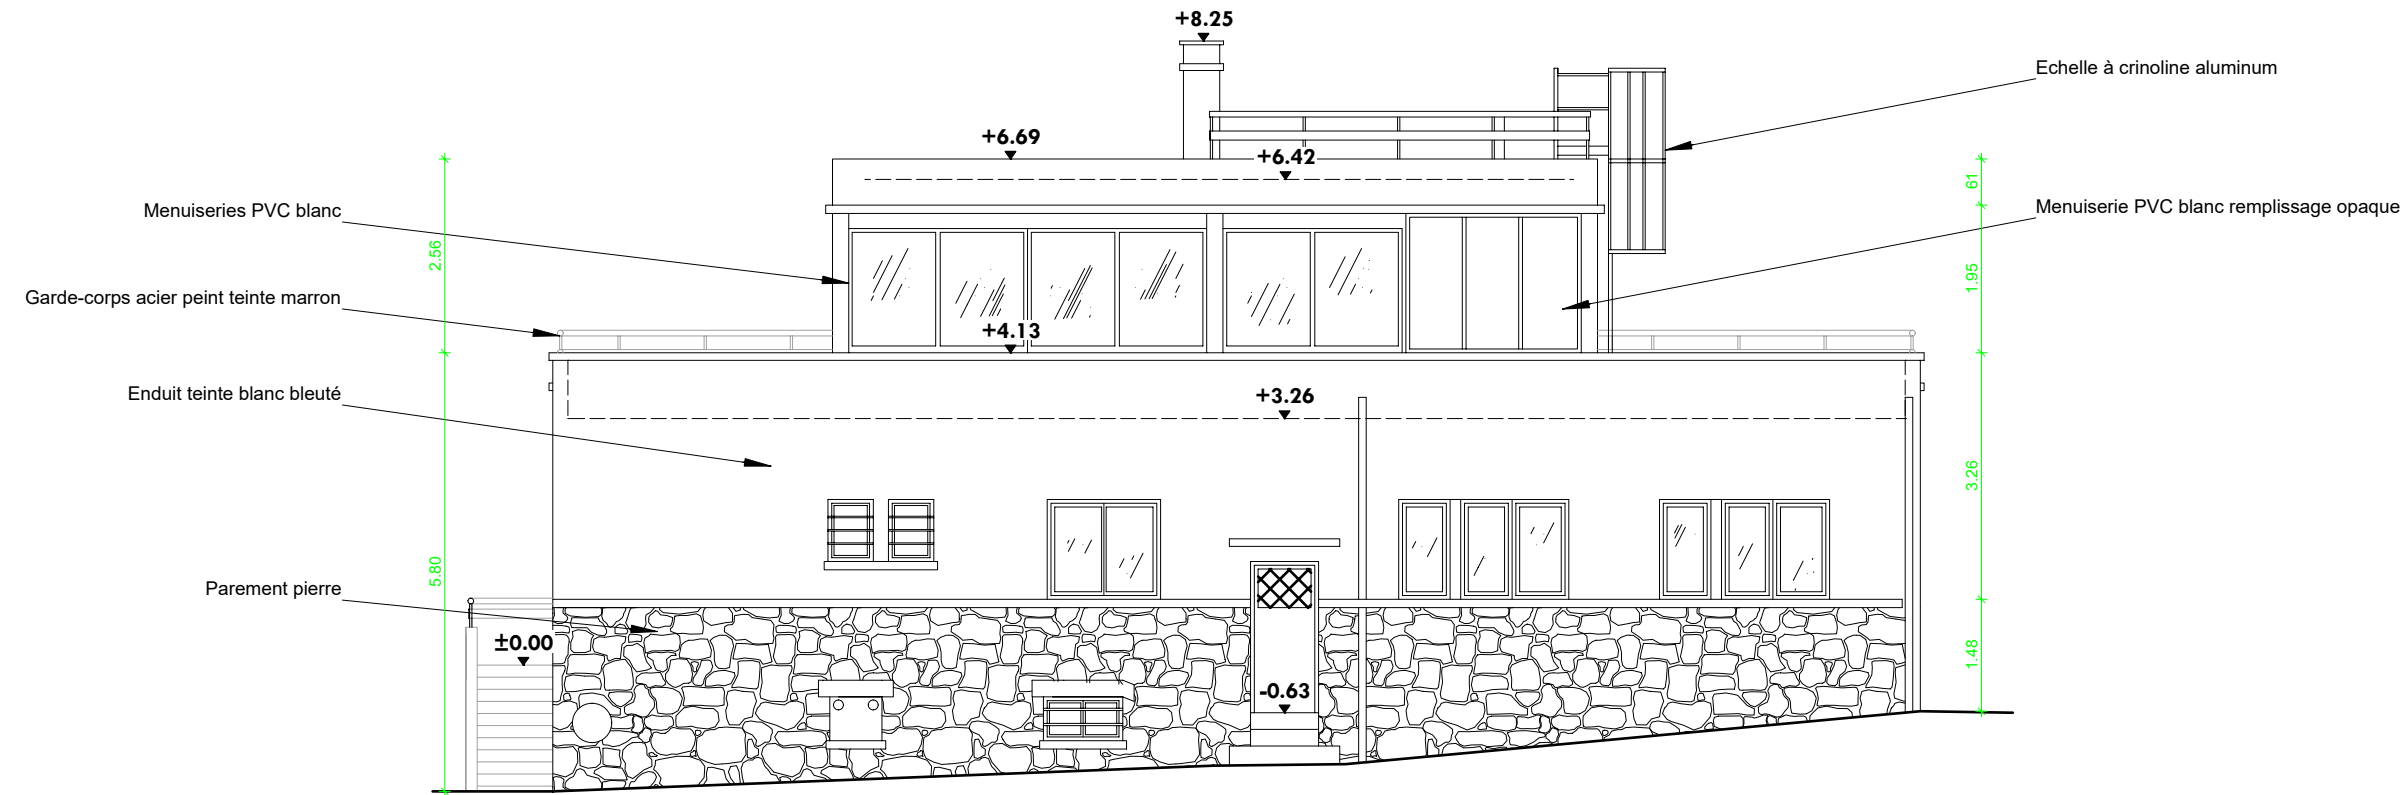 +8.25
Echelle à crinoline aluminum
+6.69
+6.42
61
Menuiseries PVC blanc
Menuiserie PVC blanc remplissage opaque
2.56
1.95
Garde-corps acier peint teinte marron
+4.13
Enduit teinte blanc bleuté
+3.26
3.26
5.80
Parement pierre
±0.00
1.48
-0.63